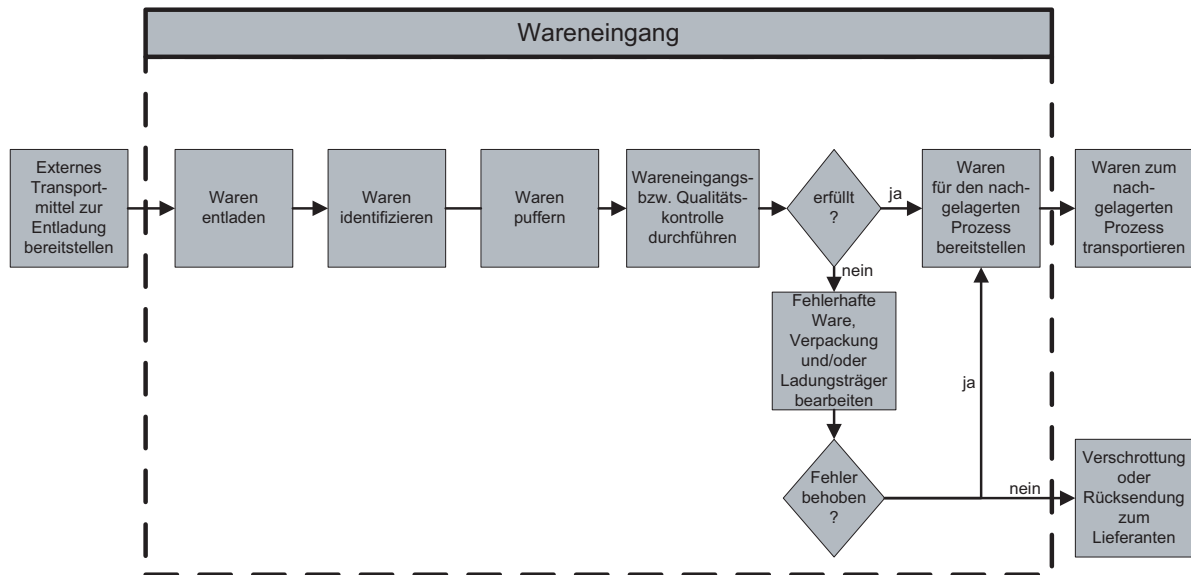 Wareneingang
Externes
Transport-
mittel zur
Entladung
bereitstellen
Waren
entladen
Waren
identifizieren
Waren
puffern
Wareneingangs-
bzw. Qualitäts-
kontrolle
durchführen
erfüllt
?
ja
Waren
für den nach-
gelagerten
Prozess
bereitstellen
Waren zum
nach-
gelagerten
Prozess
transportieren
nein
Fehlerhafte
Ware,
Verpackung
und/oder
Ladungsträger
bearbeiten
ja
Fehler
behoben
?
nein
Verschrottung
oder
Rücksendung
zum
Lieferanten